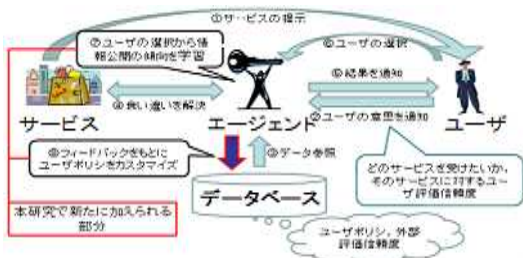 ①サービスの提示
⑦ユーザの選択から情
報公開の傾向を学習
⑥ユーザの選択
⑤結果を通知
④食い違いを解決
サービス
エージェント
②ユーザの意思を通知
ユーザ
⑧フィードバックをもとに
ユーザポリシをカスタマイズ
③データ参照
どのサービスを受けたいか、
そのサービスに対するユー
ザ評価信頼度
データベース
本研究で新たに加えられる
部分
ユーザポリシ、外部
評価信頼度